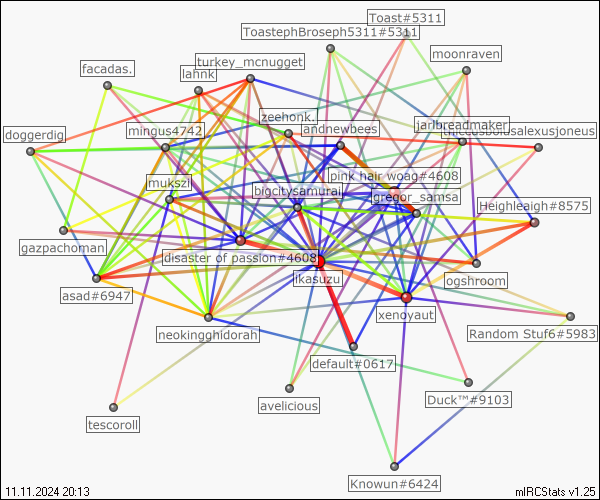 Toast#5311
ToastephBroseph5311#5311
moonraven
turkey_mcnugget
facadas.
lahnk
zeehonk.
jarlbreadmaker
doggerdig
mingus4742
andnewbees
pink hair woag#4608
mukszi
bigcitysamurai
gregor_samsa
Heighleaigh#8575
gazpachoman
disaster of passion#4608
ikasuzu
ogshroom
asad#6947
xenoyaut
neokingghidorah
Random Stuf6#5983
default#0617
Duck™#9103
avelicious
tescoroll
Knowun#6424
11.11.2024 20:13
mIRCStats v1.25